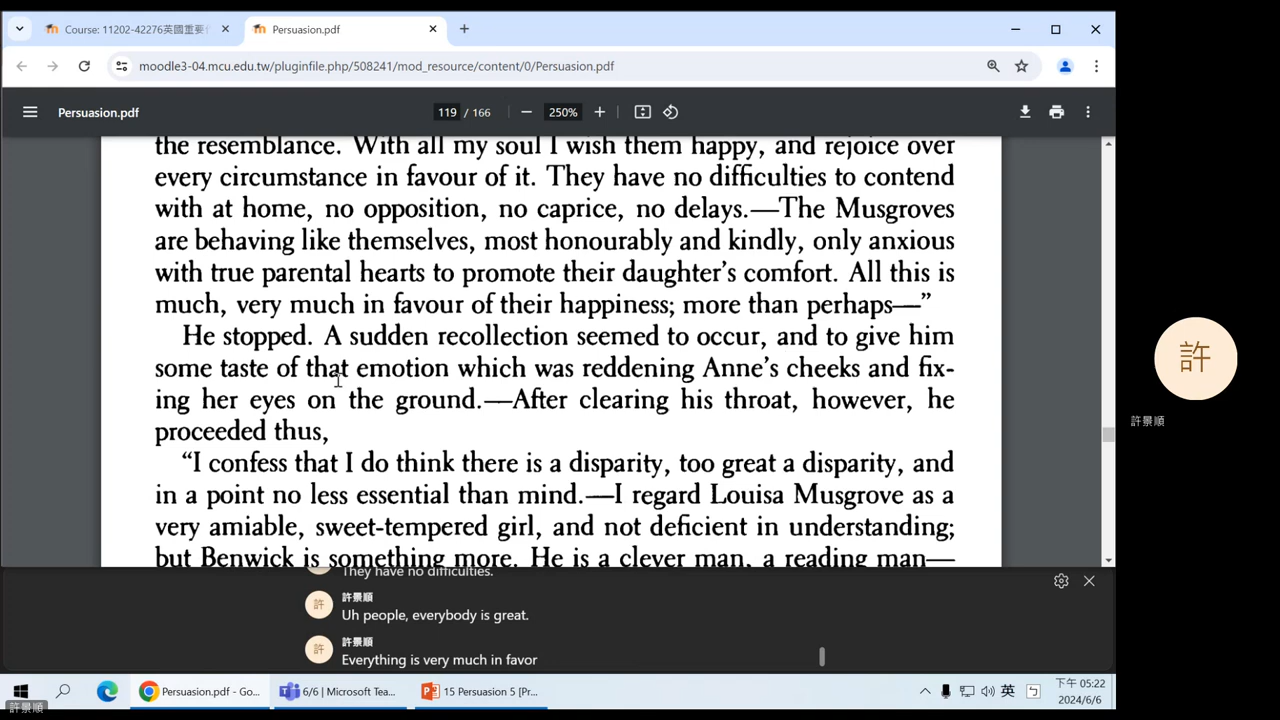 Course: 11202-42276英國重要作
Persuasion.pdf
moodle3-04.mcu.edu.tw/pluginfile.php/508241/mod_resource/content/0/Persuasion.pdf
Persuasion.pdf
119 / 166
250%
the resemblance. With all my soul I wish them happy, and rejoice over
every circumstance in favour of it. They have no difficulties to contend
with at home, no opposition, no caprice, no delays.—The Musgroves
are behaving like themselves, most honourably and kindly, only anxious
with true parental hearts to promote their daughter's comfort. All this is
much, very much in favour of their happiness; more than perhaps—”
He stopped. A sudden recollection seemed to occur, and to give him
some taste of that emotion which was reddening Anne's cheeks and fix-
ing her eyes on the ground.—After clearing his throat, however, he
proceeded thus,
“I confess that I do think there is a disparity, too great a disparity, and
in a point no less essential than mind.—I regard Louisa Musgrove as a
very amiable, sweet-tempered girl, and not deficient in understanding;
but Benwick is something more. He is a clever man, a reading man—
許
許景順
They have no difficulties.
許
許景順
Uh people, everybody is great.
許
許景順
Everything is very much in favor
Persuasion.pdf - Go...
6/6 | Microsoft Tea...
15 Persuasion 5 [Pr...
英
下午 05:22
2024/6/6
許景順